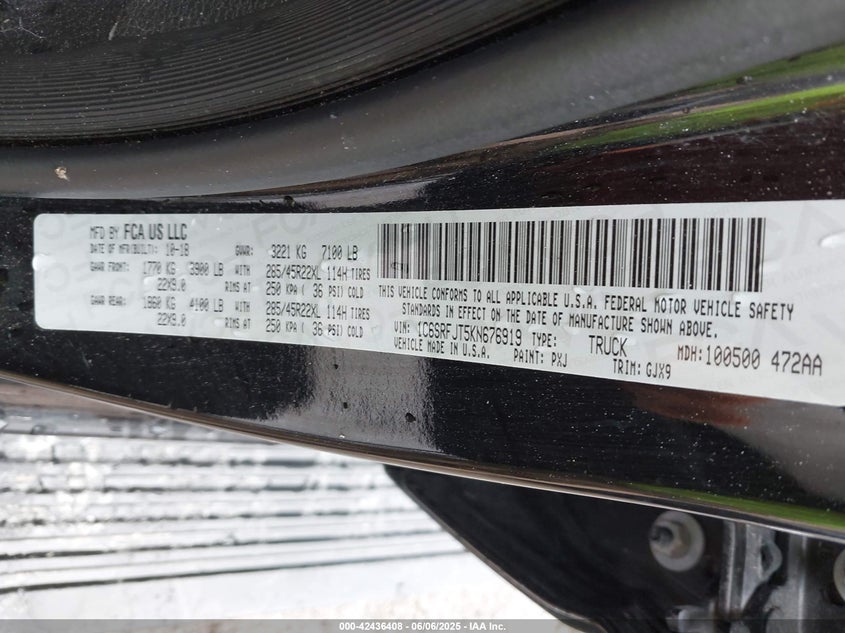 MFD BY FCA US LLC
DATE OF MFR(BUILT): 10-18 GVWR: 3221 KG 7100 LB
GAWR FRONT: 1770 KG 3900 LB WITH 285/45R22XL 114H TIRES
22X9.0 RIMS AT 250 KPA ( 36 PSI) COLD
GAWR REAR: 1860 KG 4100 LB WITH 285/45R22XL 114H TIRES
22X9.0 RIMS AT 250 KPA ( 36 PSI) COLD
THIS VEHICLE CONFORMS TO ALL APPLICABLE U.S.A. FEDERAL MOTOR VEHICLE SAFETY
STANDARDS IN EFFECT ON THE DATE OF MANUFACTURE SHOWN ABOVE.
VIN: 1C6SRFJT5KN676919 TYPE: TRUCK MDH: 100500 472AA
VEHICLE MADE IN U.S.A. PAINT: PXJ TRIM: GJX9
000-42436408 - 06/06/2025 - IAA Inc.